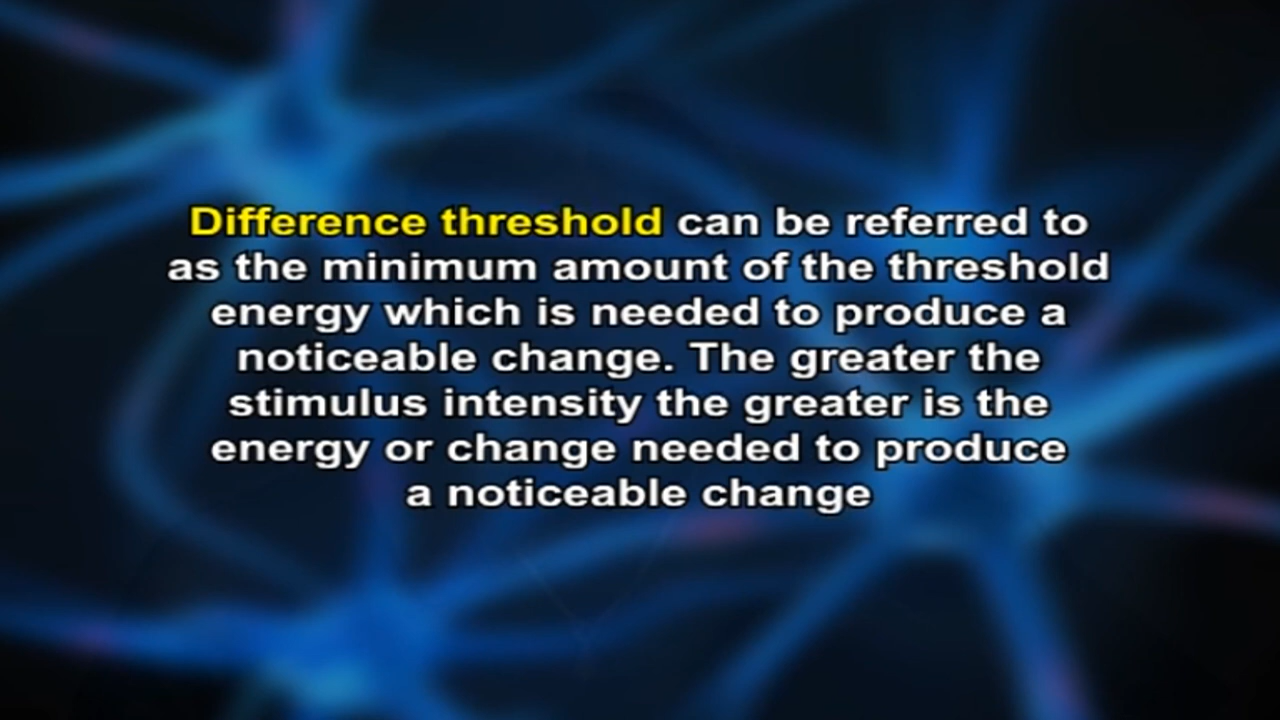 Difference threshold can be referred to
as the minimum amount of the threshold
energy which is needed to produce a
noticeable change. The greater the
stimulus intensity the greater is the
energy or change needed to produce
a noticeable change